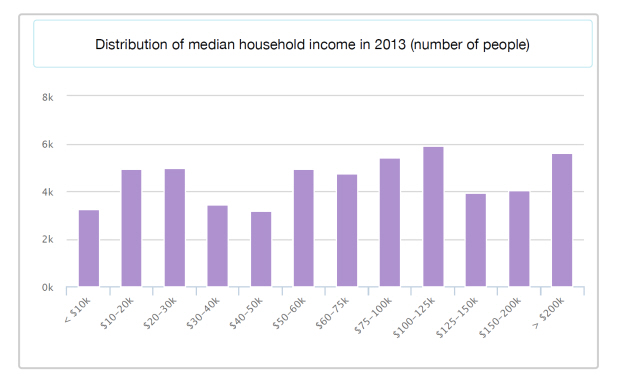 Distribution of median household income in 2013 (number of people)
8k
6k
4k
2k
0k
< $10k
$10–20k
$20–30k
$30–40k
$40–50k
$50–60k
$60–75k
$75–100k
$100–125k
$125–150k
$150–200k
> $200k